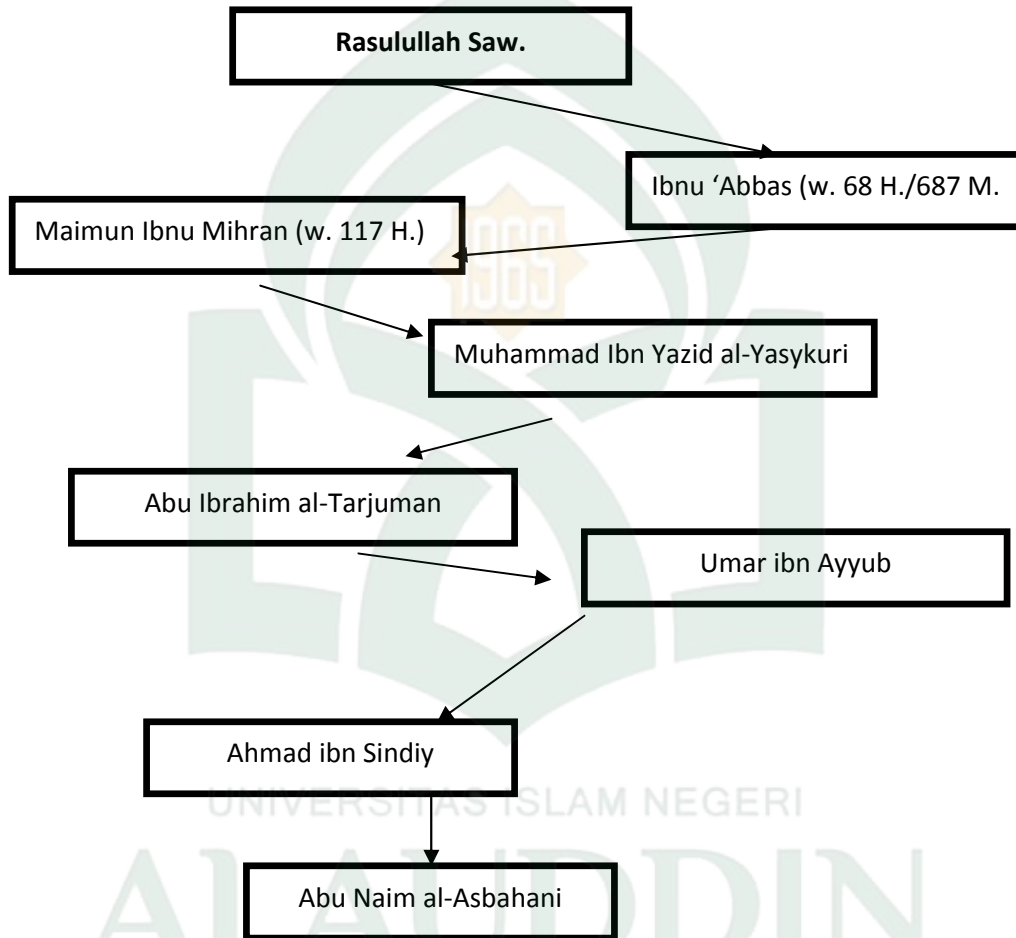 Rasulullah Saw.
Ibnu ‘Abbas (w. 68 H./687 M.
Maimun Ibnu Mihran (w. 117 H.)
1965
Muhammad Ibn Yazid al-Yasykuri
Abu Ibrahim al-Tarjuman
Umar ibn Ayyub
Ahmad ibn Sindiy
UNIVERSITAS ISLAM NEGERI
Abu Naim al-Asbahani
ALAUDDIN